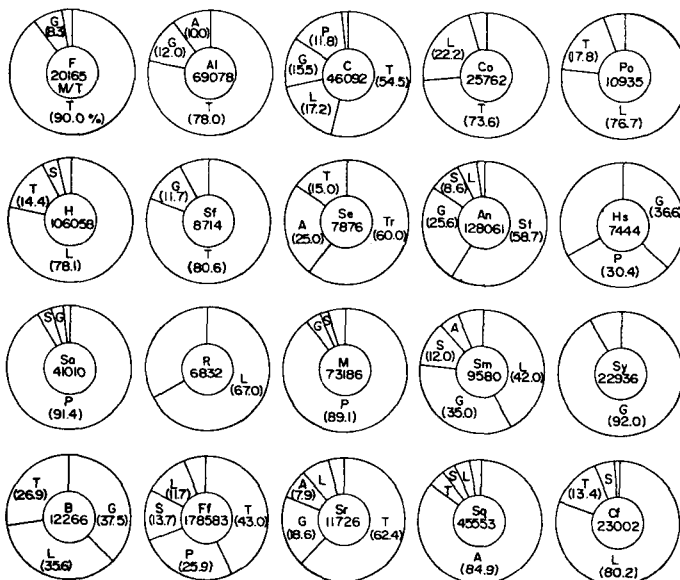 G
(8.3)
F
20165
M/T
T
(90.0 %)
A
(10.0)
G
(12.0)
Al
69078
T
(78.0)
P
(11.8)
G
(15.5)
C
46092
T
(54.5)
L
(17.2)
L
(22.2)
Co
25762
T
(73.6)
T
(17.8)
Po
10935
L
(76.7)
S
T
(14.4)
H
106058
L
(78.1)
G
(11.7)
Sf
8714
T
(80.6)
T
(15.0)
Se
7876
A
(25.0)
Tr
(60.0)
S
(8.6)
L
G
(25.6)
An
128061
Sf
(58.7)
G
(36.6)
Hs
7444
P
(30.4)
S
G
Sa
41010
P
(91.4)
R
6832
L
(67.0)
G
S
M
73186
P
(89.1)
A
S
(12.0)
Sm
9580
L
(42.0)
G
(35.0)
Sy
22936
G
(92.0)
T
(26.9)
B
12266
G
(37.5)
L
(35.6)
L
(11.7)
S
(13.7)
Ff
178583
T
(43.0)
P
(25.9)
A
(7.9)
L
G
(18.6)
Sr
11726
T
(62.4)
T
S
L
Sq
45553
A
(84.9)
T
(13.4)
S
Cf
23002
L
(80.2)